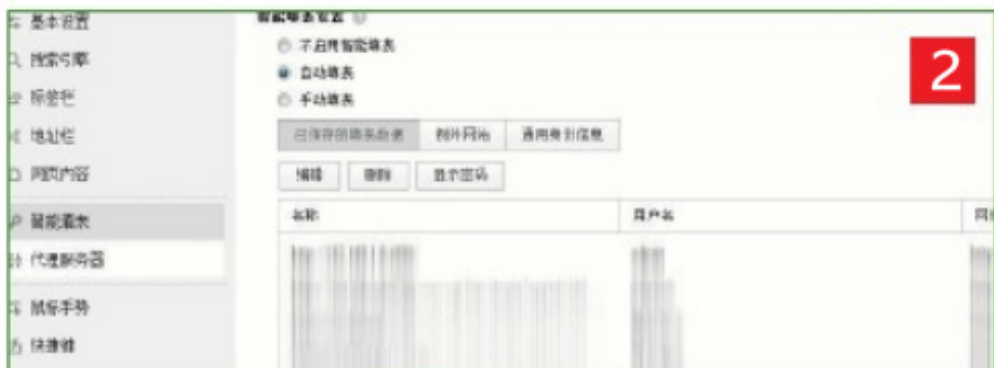 基本设置
搜索引擎
标签栏
地址栏
网页内容
智能填表
代理服务器
鼠标手势
快捷键
智能填表设置
不启用智能填表
自动填表
手动填表
已保存的填表数据 例外网站 通用身份信息
编辑 删除 显示密码
名称 用户名
2